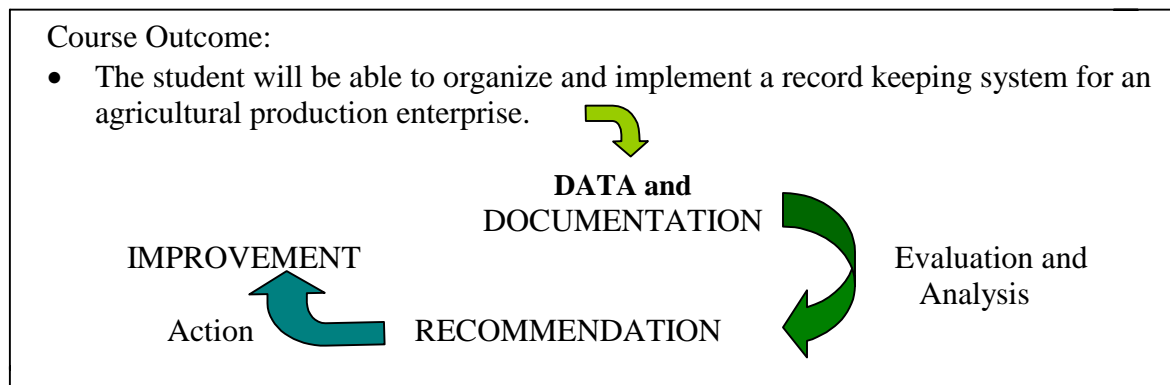 Course Outcome:
• The student will be able to organize and implement a record keeping system for an
agricultural production enterprise.
DATA and
DOCUMENTATION
Evaluation and
Analysis
IMPROVEMENT
Action
RECOMMENDATION